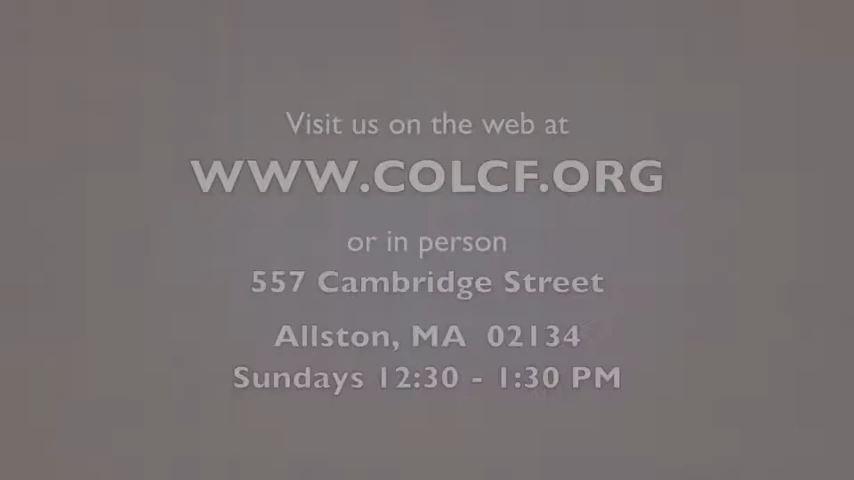 Visit us on the web at
WWW.COLCF.ORG
or in person
557 Cambridge Street
Allston, MA 02134
Sundays 12:30 - 1:30 PM